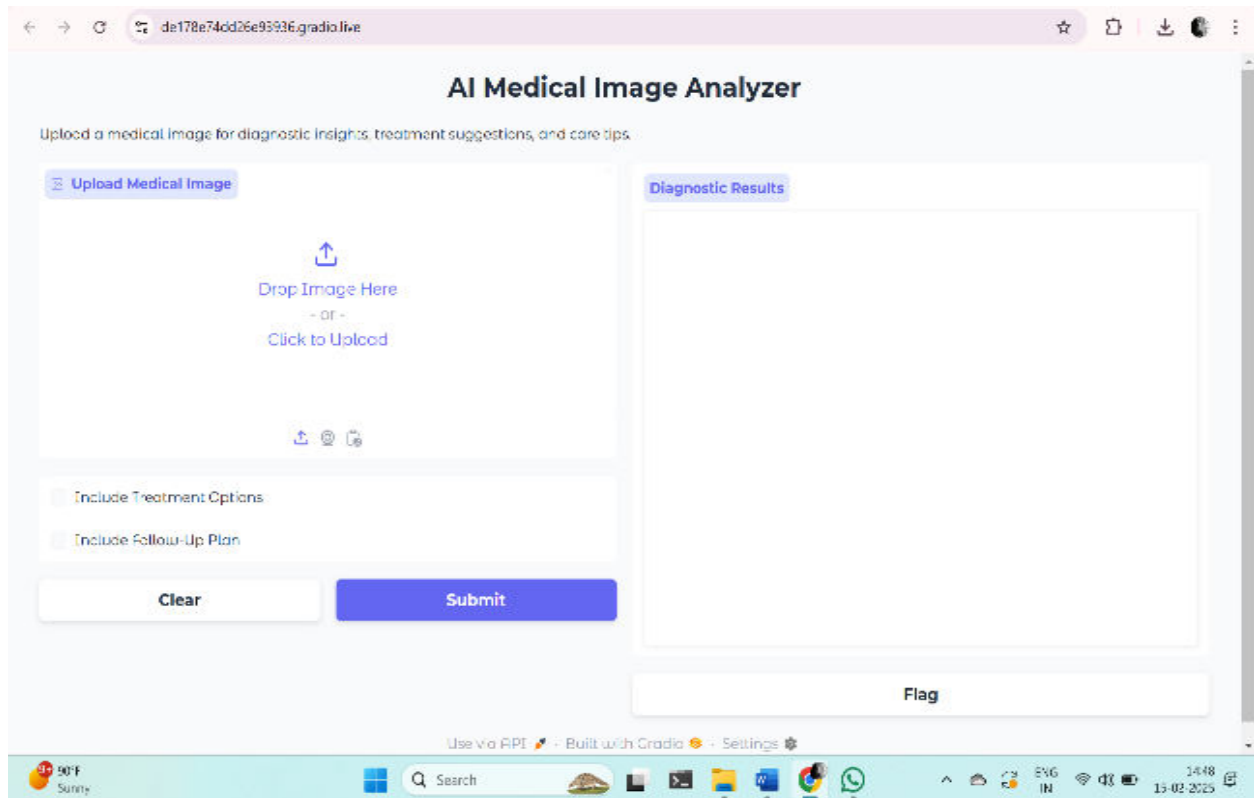 de178e74dd26e93936.gradio.live
AI Medical Image Analyzer
Upload a medical image for diagnostic insights, treatment suggestions, and care tips.
Upload Medical Image
Diagnostic Results
Drop Image Here
- or -
Click to Upload
Include Treatment Options
Include Follow-Up Plan
Clear
Submit
Flag
Use via API · Built with Gradio · Settings
90°F
Sunny
Search
ENG
IN
14:48
15-02-2025